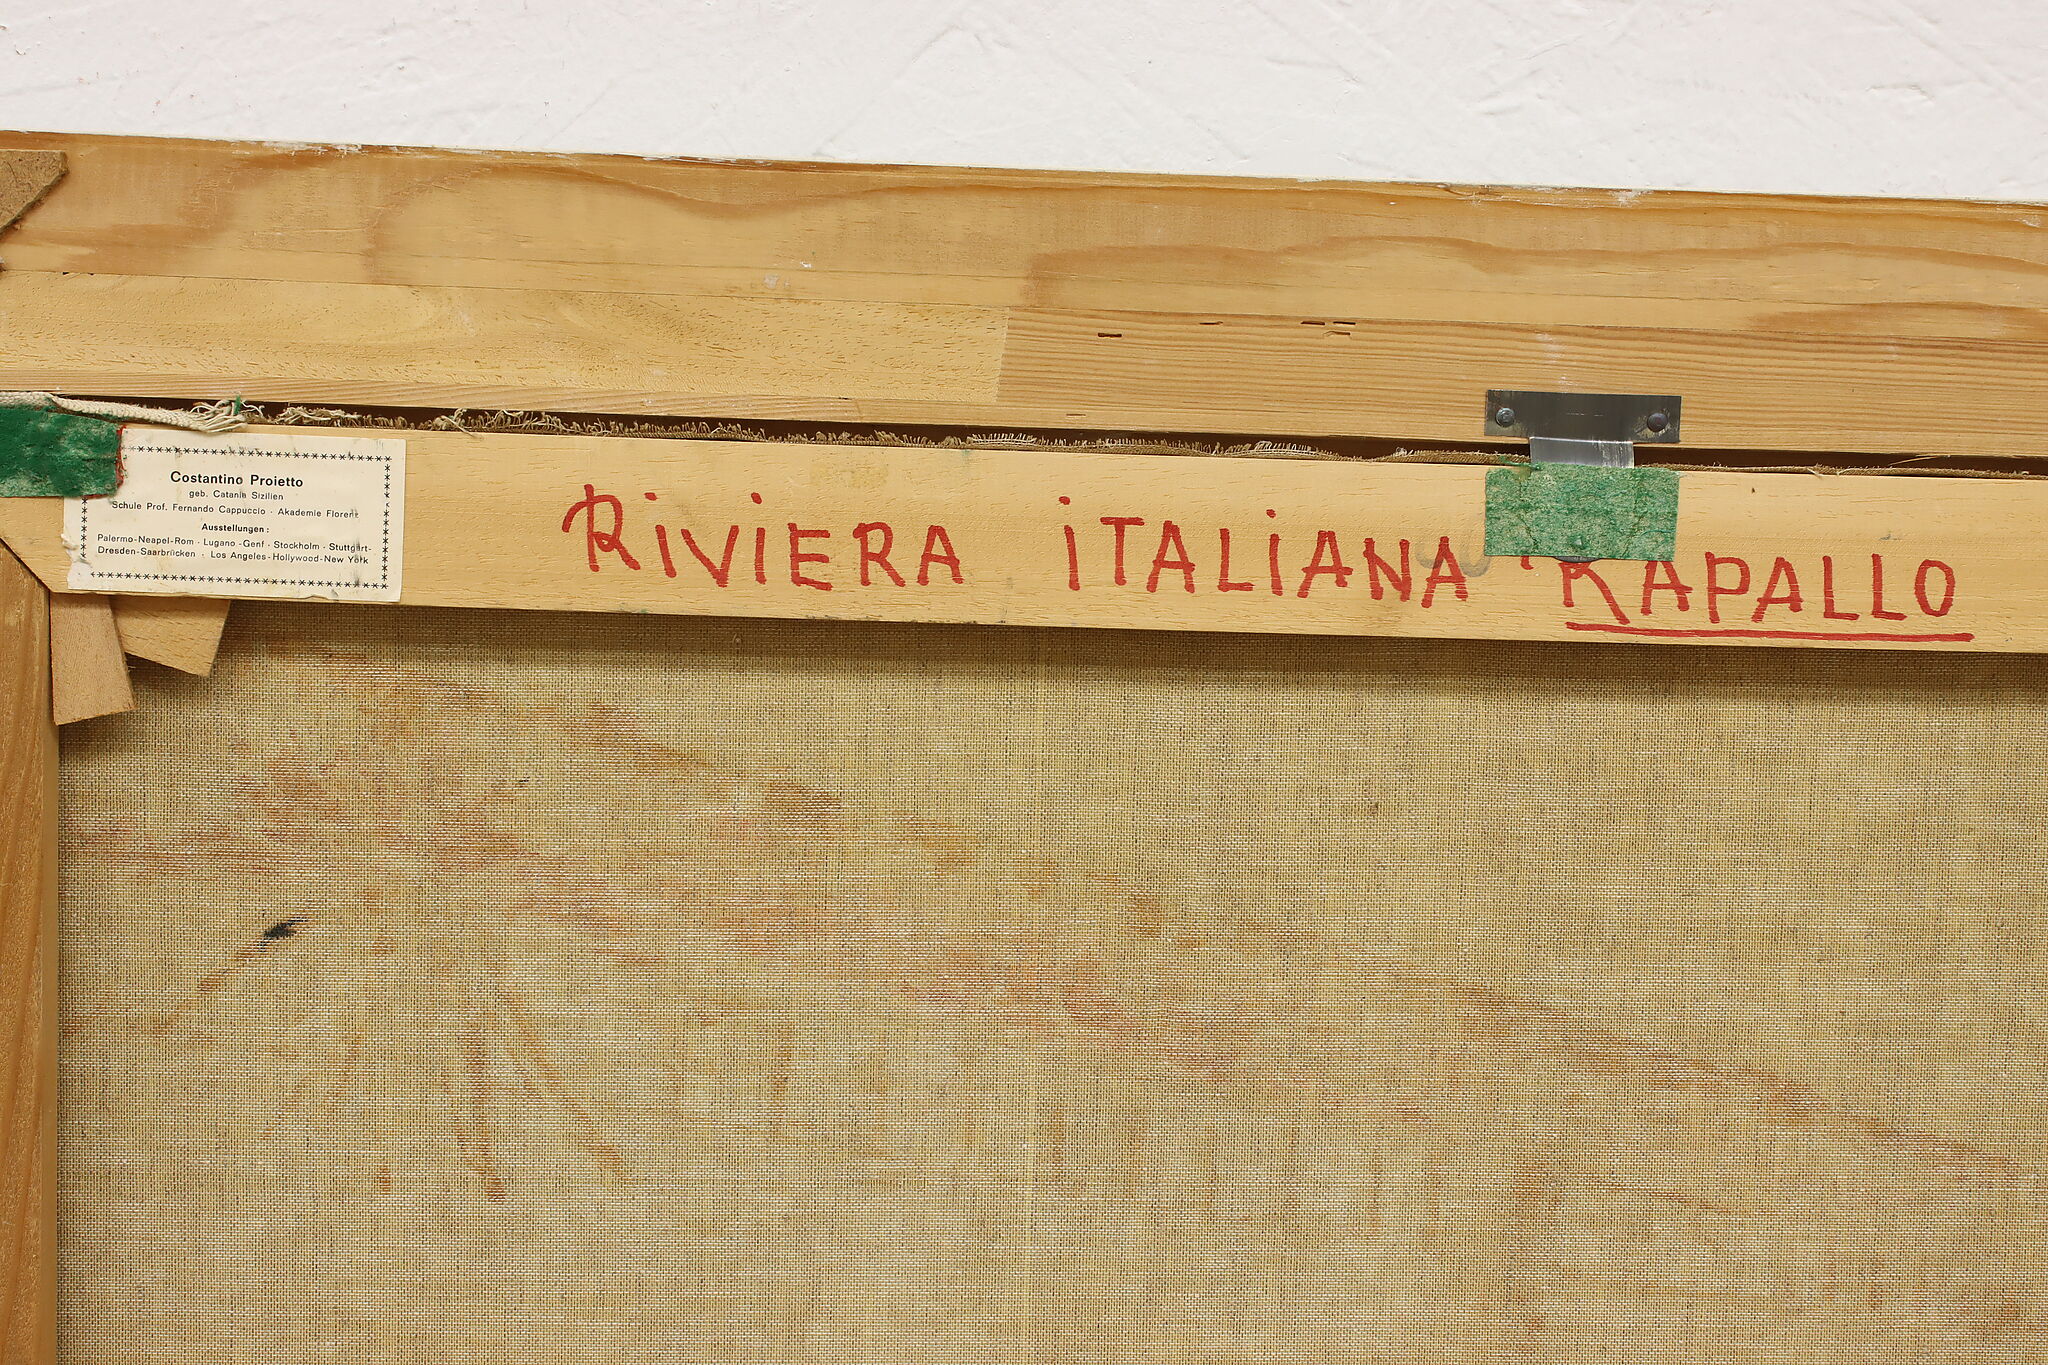 Costantino Proietto
geb. Catania Sizilien
Schule Prof. Fernando Cappuccio · Akademie Florenz
Ausstellungen:
Palermo-Neapel-Rom · Lugano-Genf · Stockholm · Stuttgart-
Dresden-Saarbrücken · Los Angeles-Hollywood-New York
RiViERA iTALiANA RAPALLO